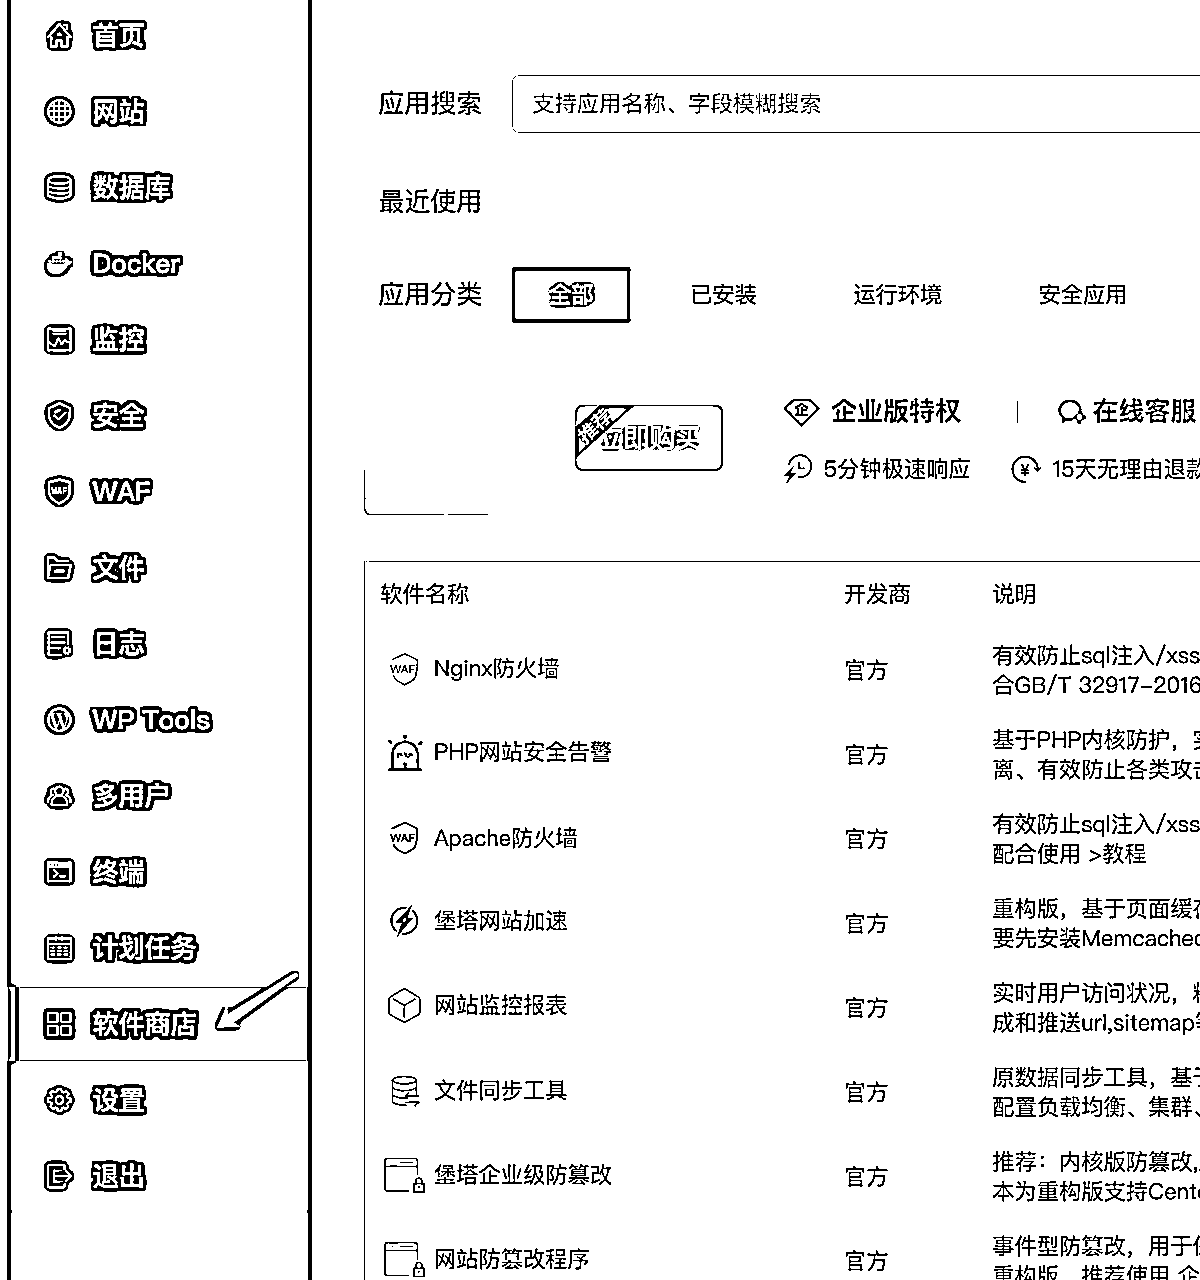 首页
网站
数据库
Docker
监控
安全
WAF
文件
日志
WP Tools
多用户
终端
计划任务
软件商店
设置
退出
应用搜索 支持应用名称、字段模糊搜索
最近使用
应用分类 全部 已安装 运行环境 安全应用
推荐 立即购买
企业版特权 在线客服
5分钟极速响应 15天无理由退款
软件名称 开发商 说明
Nginx防火墙 官方 有效防止sql注入/xss
合GB/T 32917-2016
PHP网站安全告警 官方 基于PHP内核防护，实
离、有效防止各类攻击
Apache防火墙 官方 有效防止sql注入/xss
配合使用 >教程
堡塔网站加速 官方 重构版，基于页面缓存
要先安装Memcached
网站监控报表 官方 实时用户访问状况，精
成和推送url,sitemap等
文件同步工具 官方 原数据同步工具，基于
配置负载均衡、集群、
堡塔企业级防篡改 官方 推荐：内核版防篡改,
本为重构版支持Cento
网站防篡改程序 官方 事件型防篡改，用于
重构版，推荐使用 企